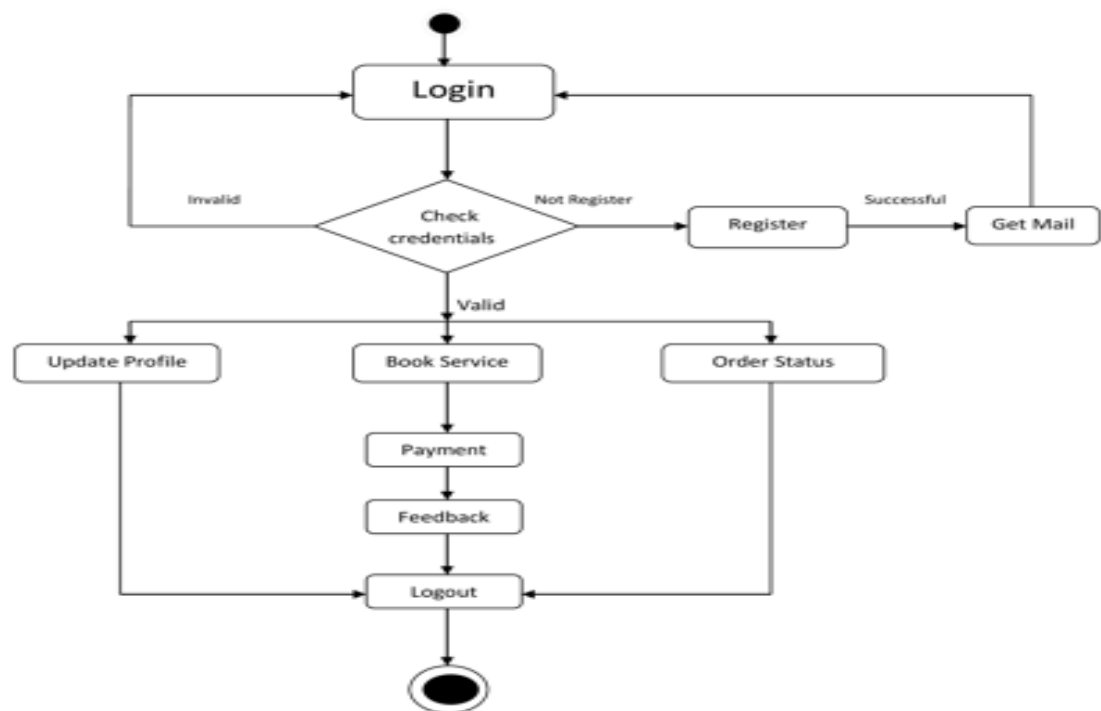 Login
Invalid
Not Register
Successful
Check
credentials
Register
Get Mail
Valid
Update Profile
Book Service
Order Status
Payment
Feedback
Logout